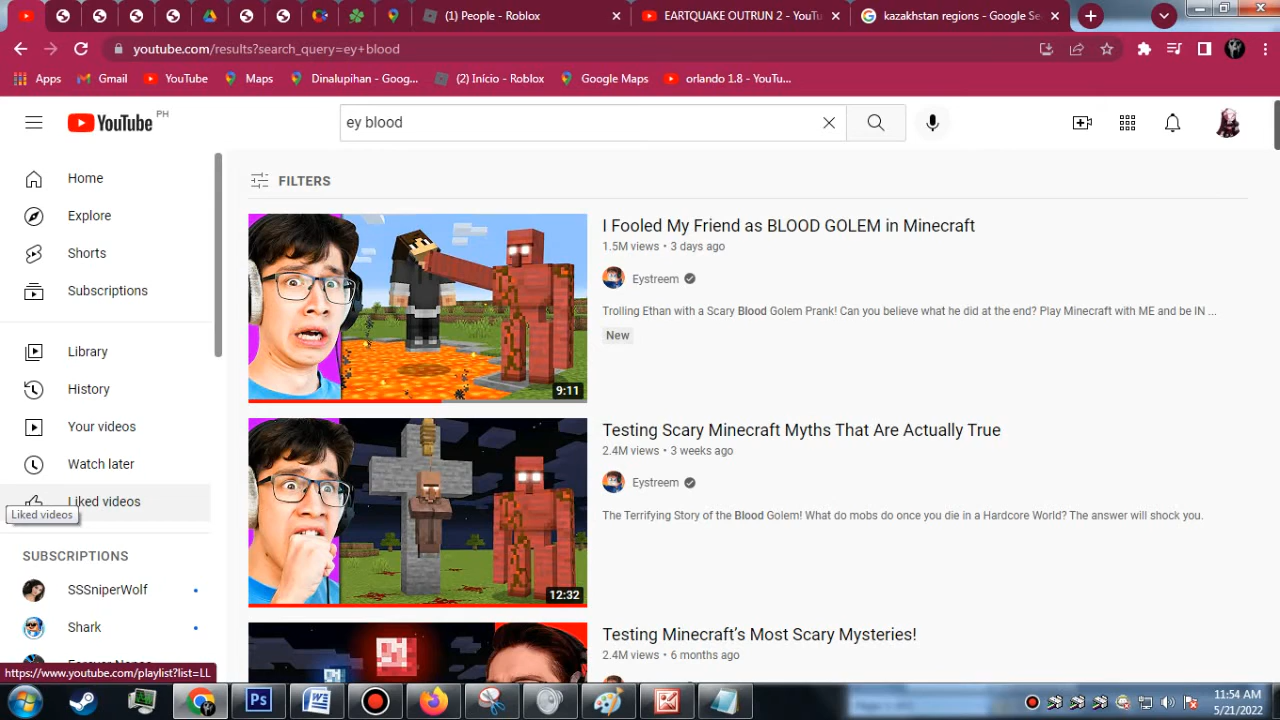 (1) People - Roblox
EARTQUAKE OUTRUN 2 - YouTu
kazakhstan regions - Google Se
youtube.com/results?search_query=ey+blood
Apps
Gmail
YouTube
Maps
Dinalupihan - Goog...
(2) Início - Roblox
Google Maps
orlando 1.8 - YouTu...
YouTube PH
ey blood
Home
Explore
Shorts
Subscriptions
Library
History
Your videos
Watch later
Liked videos
Liked videos
SUBSCRIPTIONS
SSSniperWolf
Shark
https://www.youtube.com/playlist?list=LL
FILTERS
I Fooled My Friend as BLOOD GOLEM in Minecraft
1.5M views • 3 days ago
Eystreem
Trolling Ethan with a Scary Blood Golem Prank! Can you believe what he did at the end? Play Minecraft with ME and be IN ...
New
9:11
Testing Scary Minecraft Myths That Are Actually True
2.4M views • 3 weeks ago
Eystreem
The Terrifying Story of the Blood Golem! What do mobs do once you die in a Hardcore World? The answer will shock you.
12:32
Testing Minecraft's Most Scary Mysteries!
2.4M views • 6 months ago
Ps
11:54 AM
5/21/2022